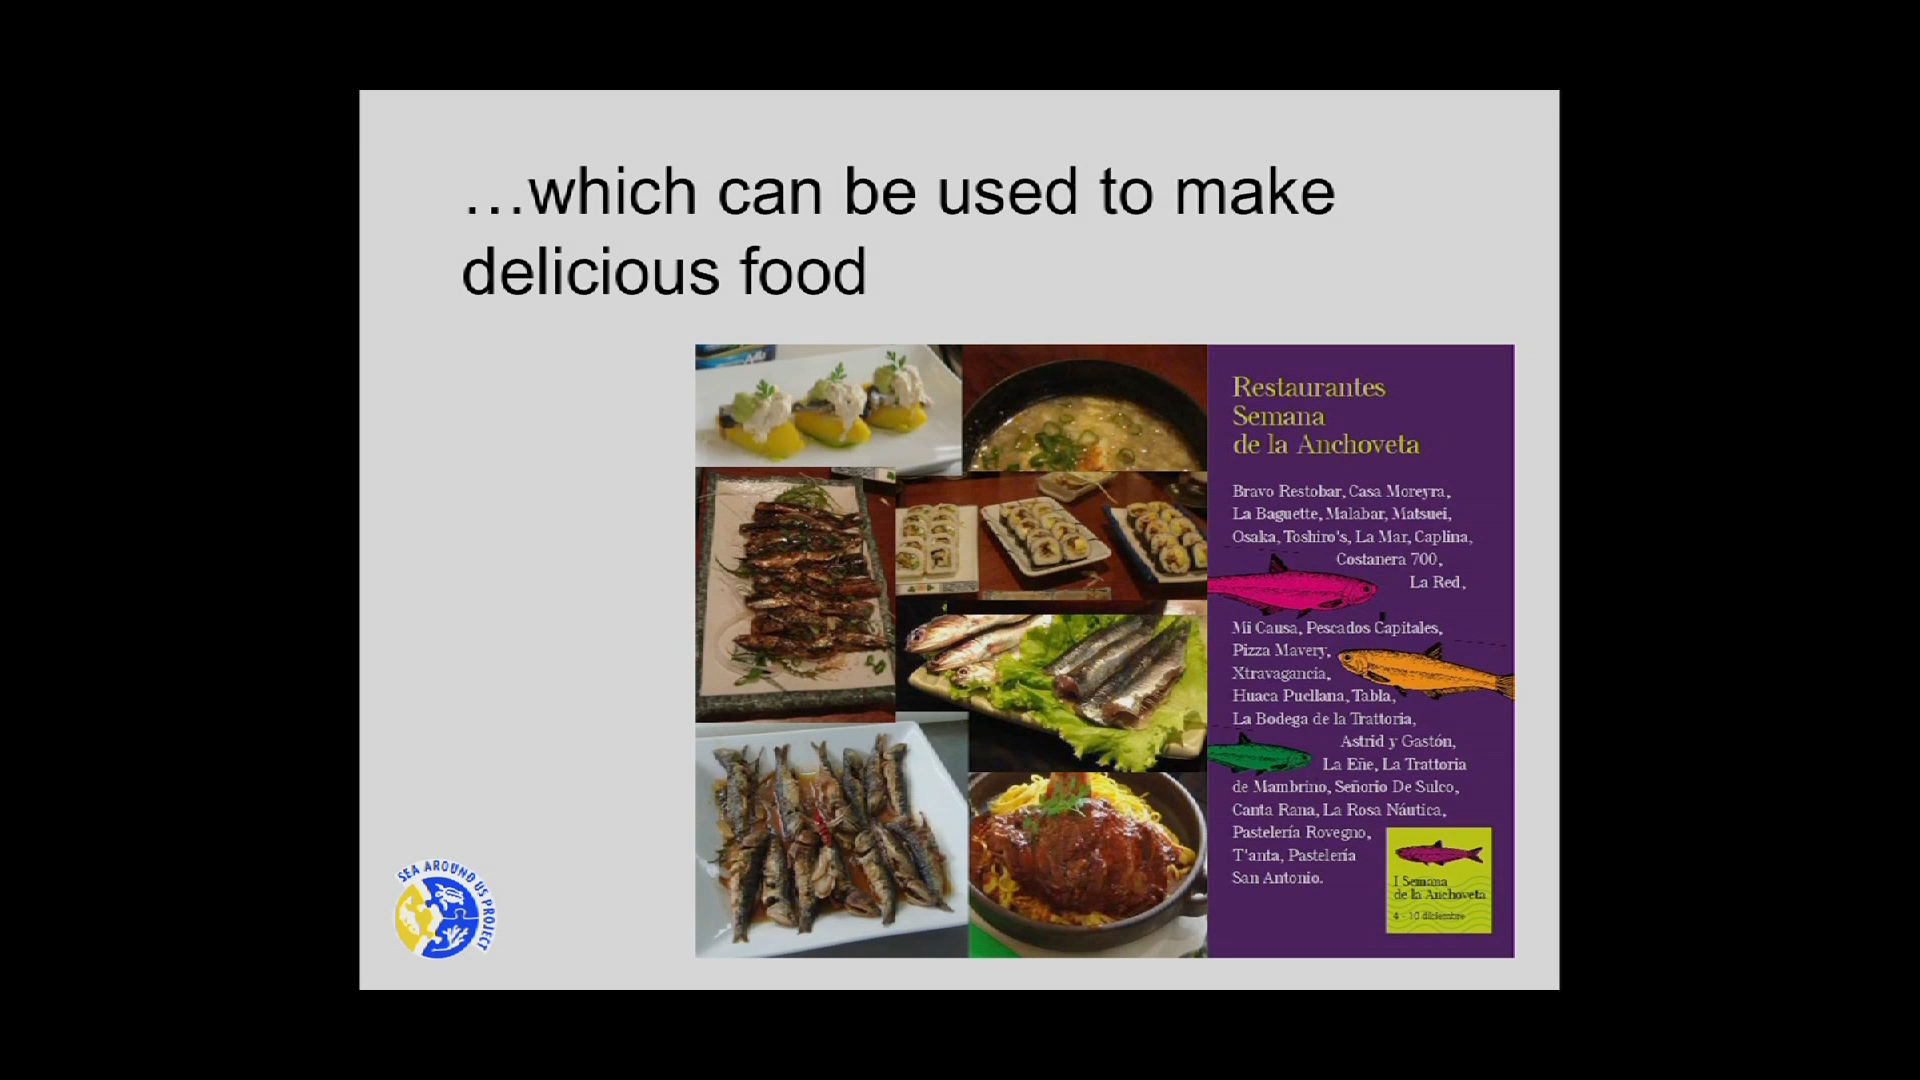 …which can be used to make
delicious food
Restaurantes
Semana
de la Anchoveta
Bravo Restobar, Casa Moreyra,
La Baguette, Malabar, Matsuei,
Osaka, Toshiro's, La Mar, Caplina,
Costanera 700,
La Red,
Mi Causa, Pescados Capitales,
Pizza Mavery,
Xtravagancia,
Huaca Pucllana, Tabla,
La Bodega de la Trattoria,
Astrid y Gastón,
La Eñe, La Trattoria
de Mambrino, Señorio De Sulco,
Canta Rana, La Rosa Náutica,
Pastelería Rovegno,
T'anta, Pastelería
San Antonio.
I Semana
de la Anchoveta
4 - 10 diciembre
SEA AROUND US PROJECT